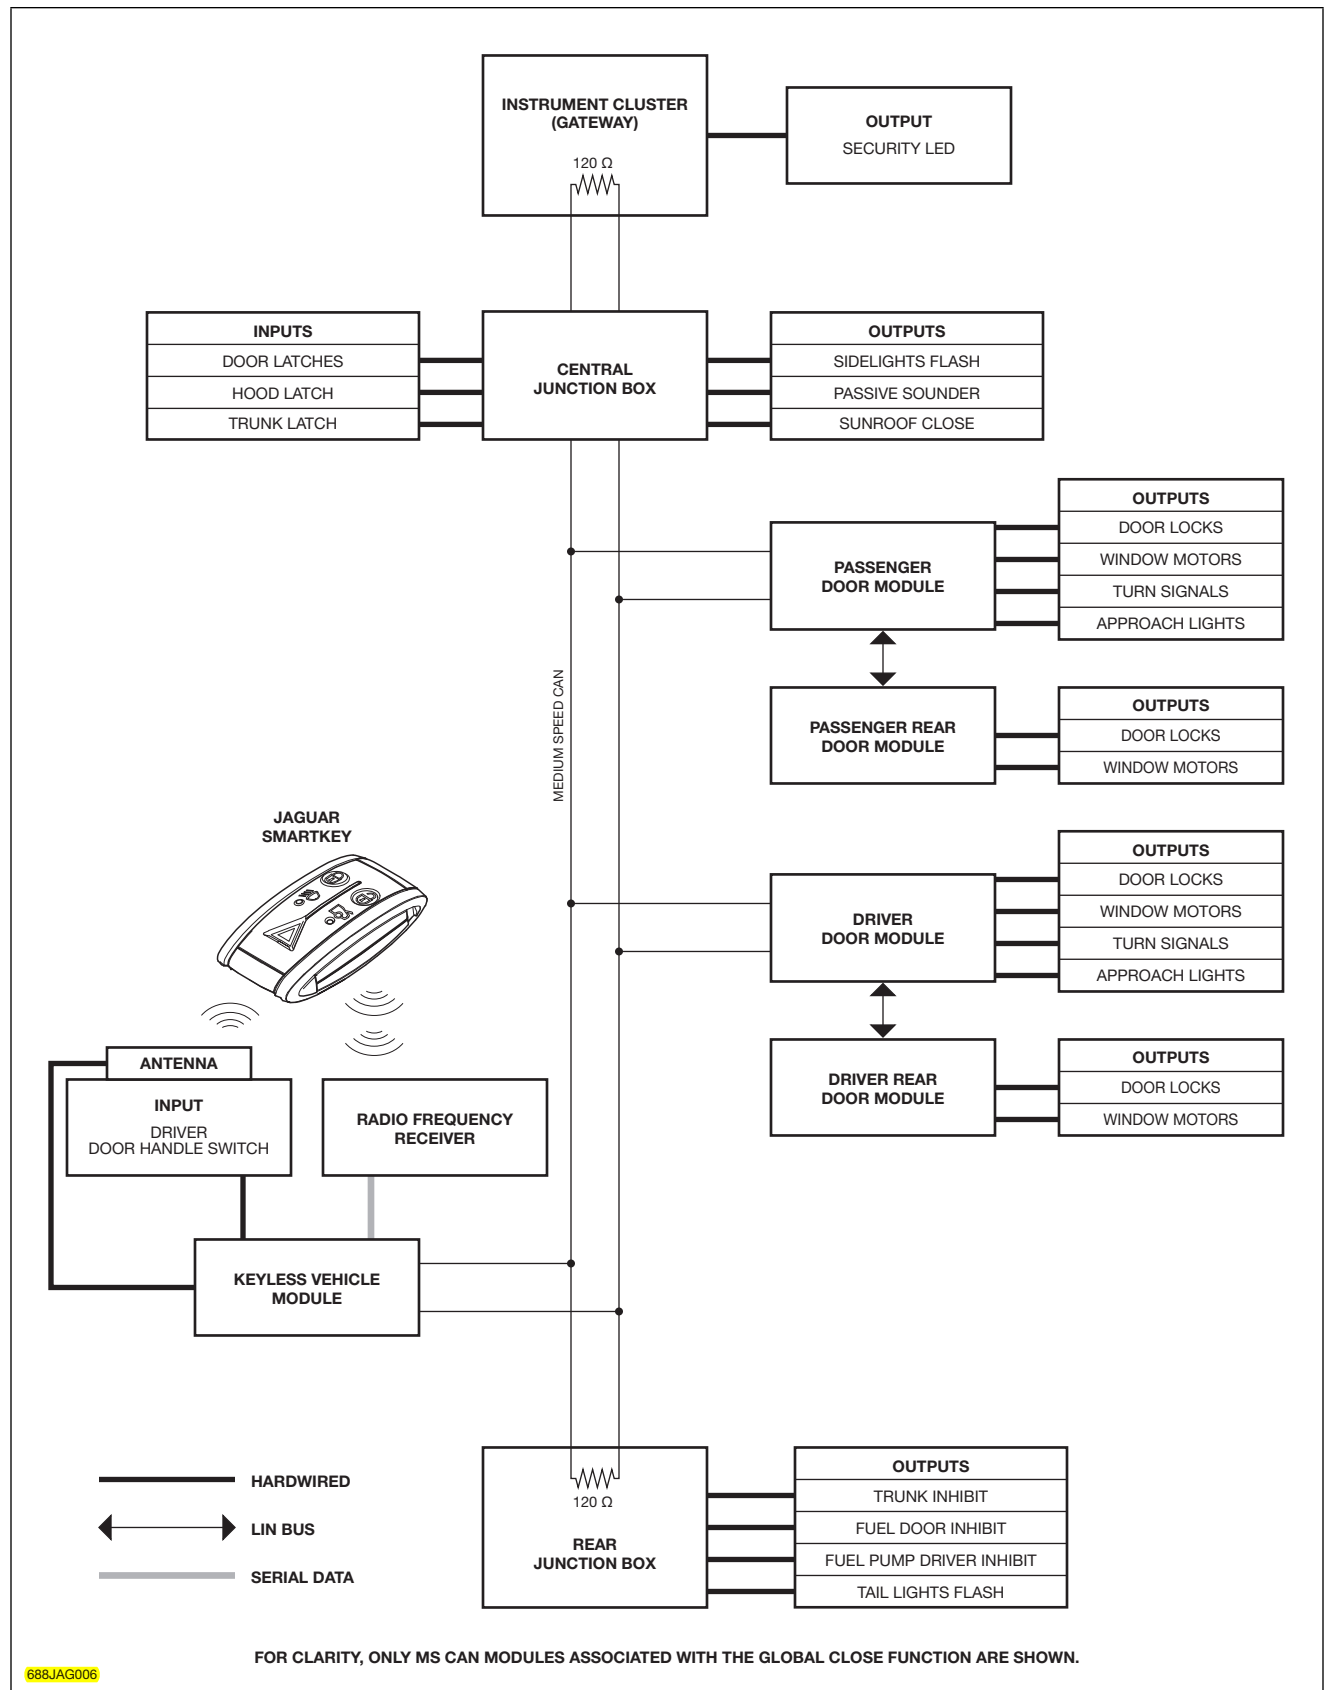 INSTRUMENT CLUSTER
(GATEWAY)
120 Ω
OUTPUT
SECURITY LED
INPUTS
DOOR LATCHES
HOOD LATCH
TRUNK LATCH
CENTRAL
JUNCTION BOX
OUTPUTS
SIDELIGHTS FLASH
PASSIVE SOUNDER
SUNROOF CLOSE
MEDIUM SPEED CAN
PASSENGER
DOOR MODULE
OUTPUTS
DOOR LOCKS
WINDOW MOTORS
TURN SIGNALS
APPROACH LIGHTS
PASSENGER REAR
DOOR MODULE
OUTPUTS
DOOR LOCKS
WINDOW MOTORS
JAGUAR
SMARTKEY
DRIVER
DOOR MODULE
OUTPUTS
DOOR LOCKS
WINDOW MOTORS
TURN SIGNALS
APPROACH LIGHTS
DRIVER REAR
DOOR MODULE
OUTPUTS
DOOR LOCKS
WINDOW MOTORS
ANTENNA
INPUT
DRIVER
DOOR HANDLE SWITCH
RADIO FREQUENCY
RECEIVER
KEYLESS VEHICLE
MODULE
120 Ω
REAR
JUNCTION BOX
OUTPUTS
TRUNK INHIBIT
FUEL DOOR INHIBIT
FUEL PUMP DRIVER INHIBIT
TAIL LIGHTS FLASH
HARDWIRED
LIN BUS
SERIAL DATA
FOR CLARITY, ONLY MS CAN MODULES ASSOCIATED WITH THE GLOBAL CLOSE FUNCTION ARE SHOWN.
688JAG006